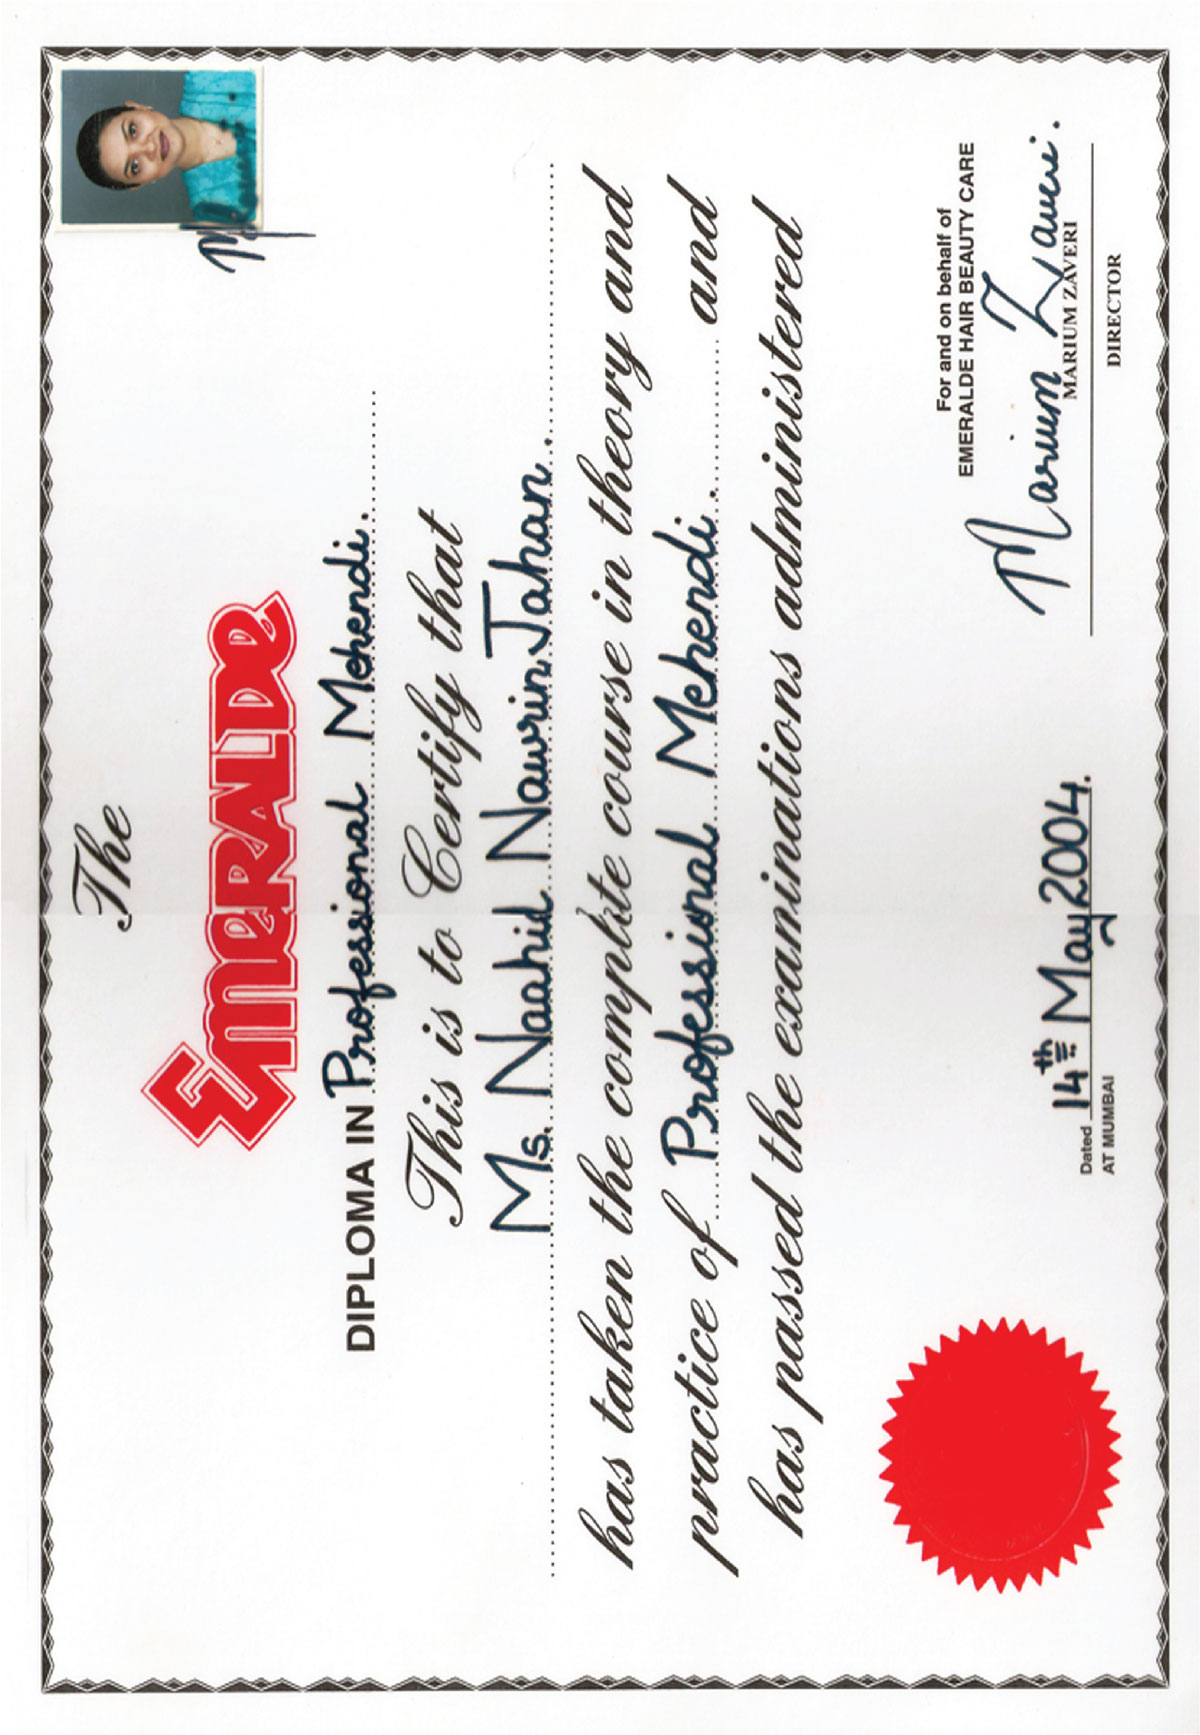 The
EMERALDE
DIPLOMA IN Professional Mehendi.
This is to Certify that
Ms. Naahid Nawrin Jahan.
has taken the complete course in theory and
practice of Professional Mehendi. and
has passed the examinations administered
For and on behalf of
EMERALDE HAIR BEAUTY CARE
Marium Zaveri.
MARIUM ZAVERI
DIRECTOR
Dated 14th May 2004.
AT MUMBAI